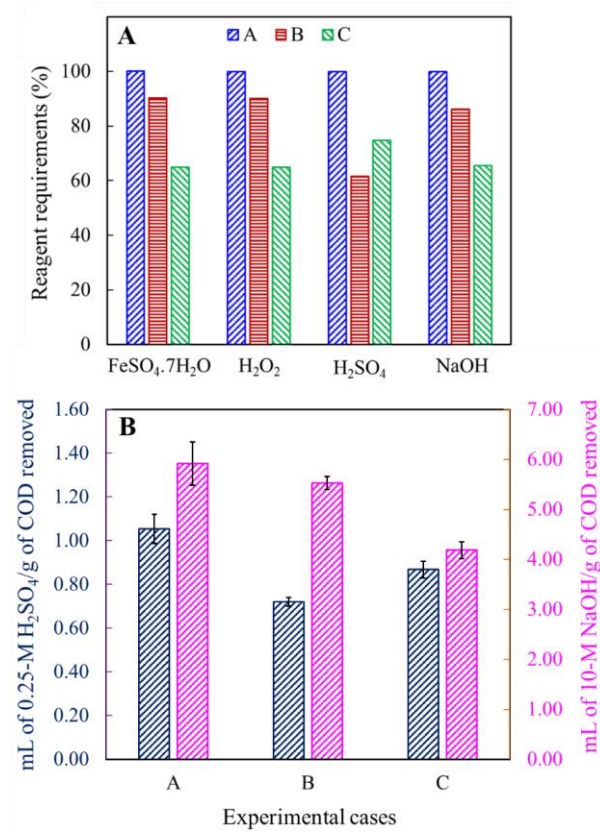 A
A B C
Reagent requirements (%)
100
80
60
40
20
0
FeSO₄.7H₂O H₂O₂ H₂SO₄ NaOH
B
mL of 0.25-M H₂SO₄/g of COD removed
1.60
1.40
1.20
1.00
0.80
0.60
0.40
0.20
0.00
7.00
6.00
5.00
4.00
3.00
2.00
1.00
0.00
mL of 10-M NaOH/g of COD removed
A B C
Experimental cases